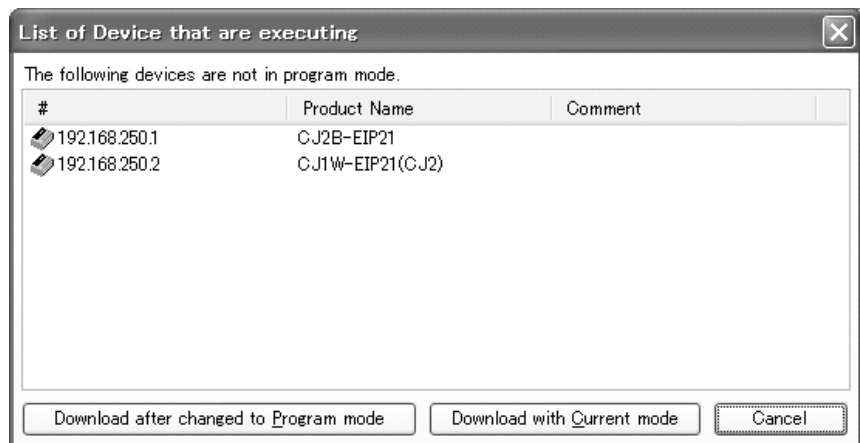 List of Device that are executing
The following devices are not in program mode.
# Product Name Comment
192.168.250.1 CJ2B-EIP21
192.168.250.2 CJ1W-EIP21(CJ2)
Download after changed to Program mode Download with Current mode Cancel